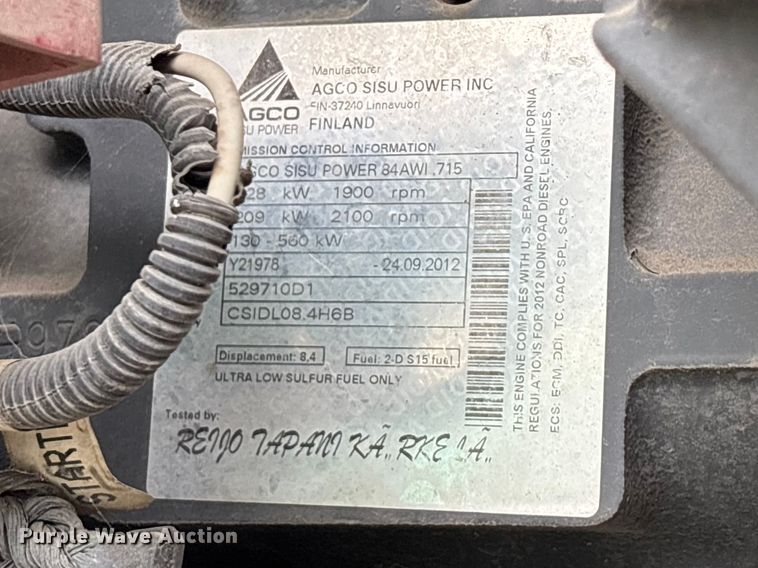 Manufacturer
AGCO SISU POWER INC
FIN-37240 Linnavuori
FINLAND
AGCO
SISU POWER
MISSION CONTROL INFORMATION
AGCO SISU POWER 84AWI .715
28 kW 1900 rpm
209 kW 2100 rpm
130 - 560 kW
Y21978 - 24.09.2012
529710D1
CSIDL08.4H6B
Displacement: 8,4 Fuel: 2-D S15 fuel
ULTRA LOW SULFUR FUEL ONLY
Tested by:
REIJO TAPANI KÃ„RKELÃ„
THIS ENGINE COMPLIES WITH U.S. EPA AND CALIFORNIA
REGULATIONS FOR 2012 NONROAD DIESEL ENGINES.
ECS: ECM, DDI, TC, CAC, SPL, SCRC
START
Purple Wave Auction